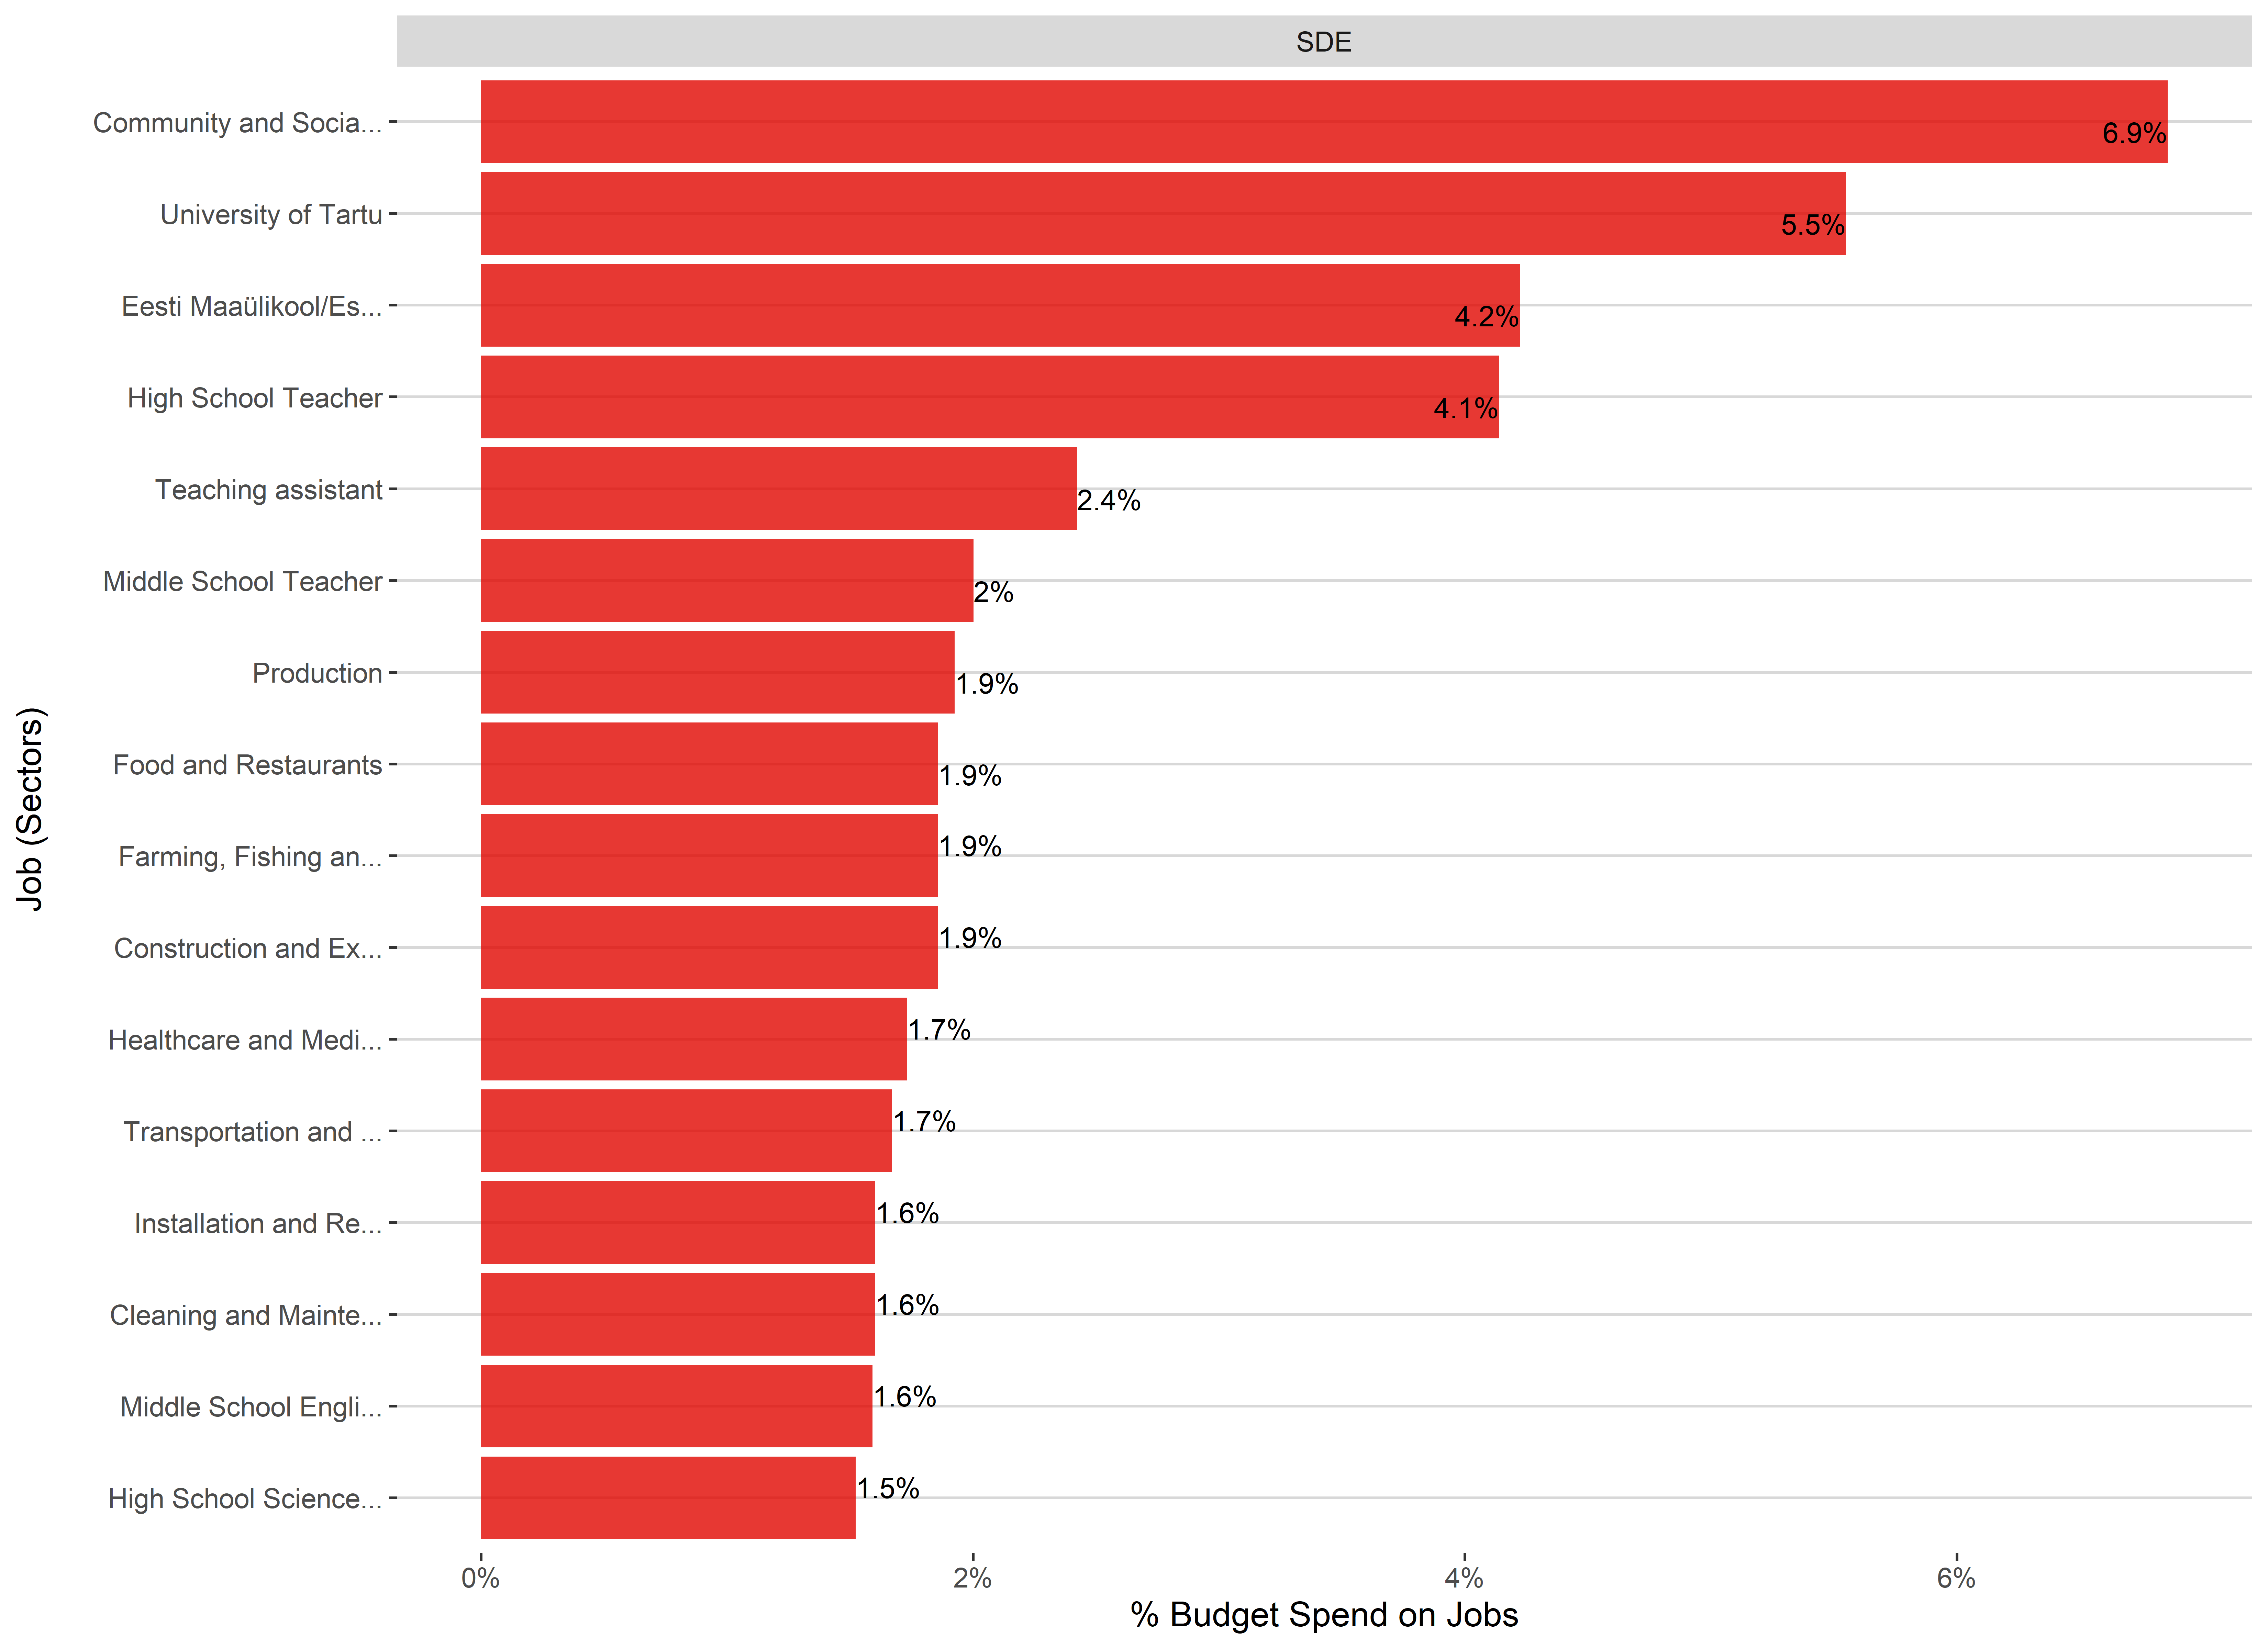 SDE
Community and Socia...
6.9%
University of Tartu
5.5%
Eesti Maaülikool/Es...
4.2%
High School Teacher
4.1%
Teaching assistant
2.4%
Middle School Teacher
2%
Production
1.9%
Food and Restaurants
1.9%
Farming, Fishing an...
1.9%
Construction and Ex...
1.9%
Healthcare and Medi...
1.7%
Transportation and ...
1.7%
Installation and Re...
1.6%
Cleaning and Mainte...
1.6%
Middle School Engli...
1.6%
High School Science...
1.5%
0% 2% 4% 6%
% Budget Spend on Jobs
Job (Sectors)